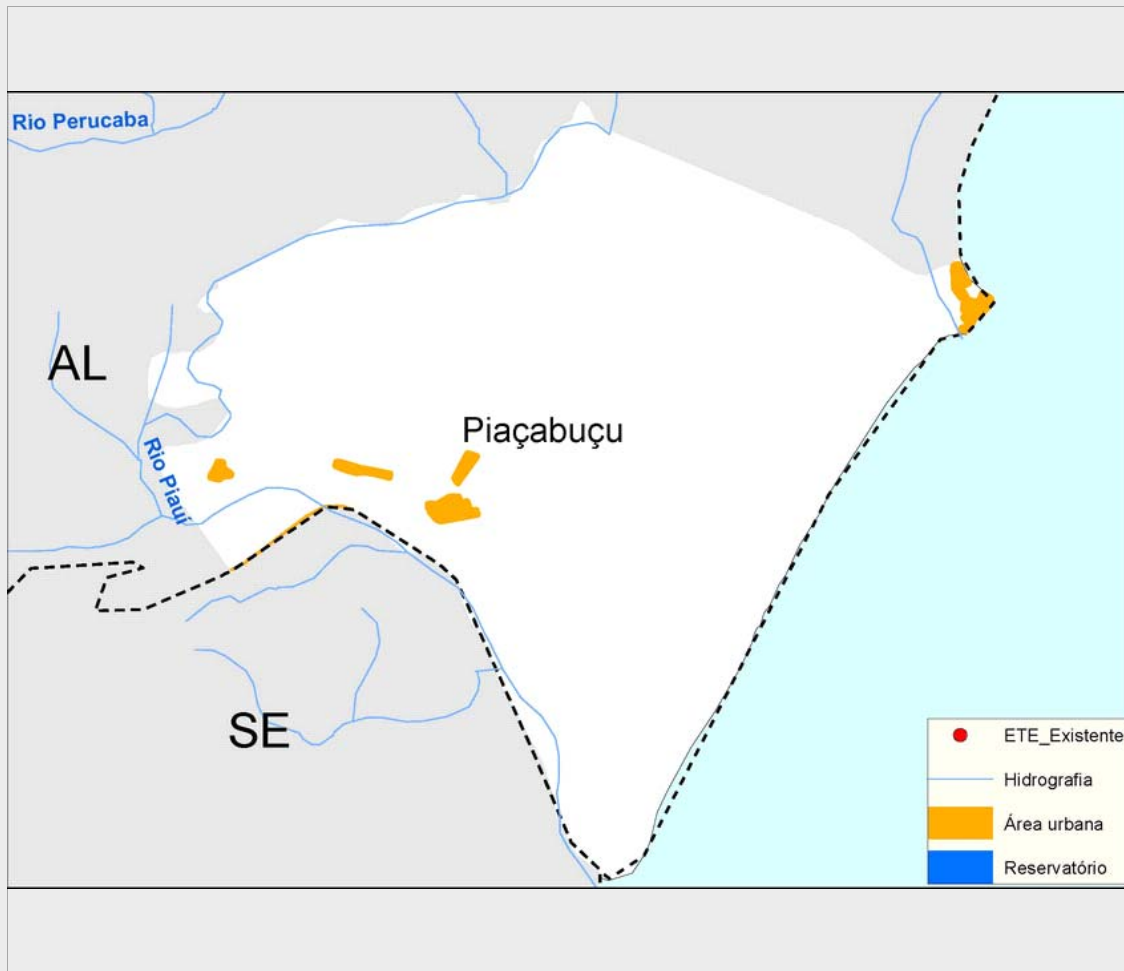 Rio Perucaba
AL
Piaçabuçu
Rio Piauí
SE
ETE_Existente
Hidrografia
Área urbana
Reservatório